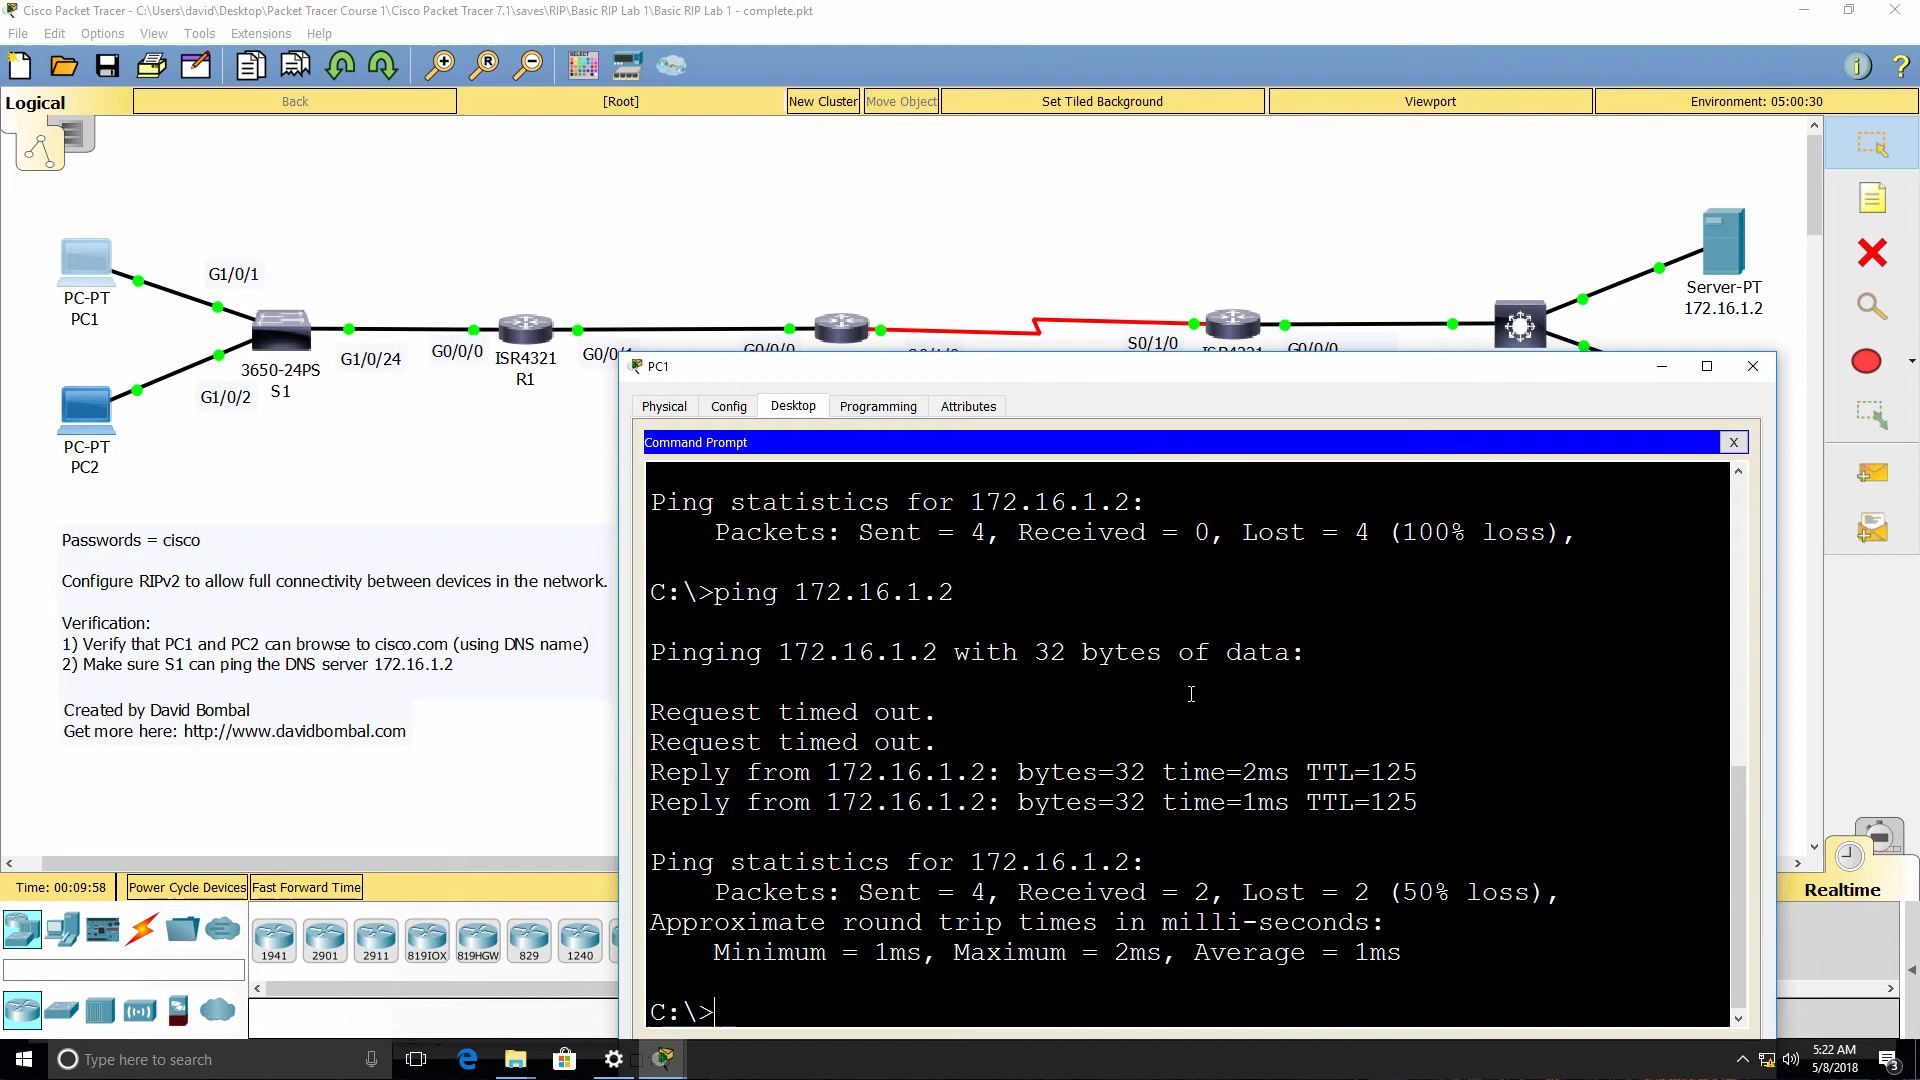 Cisco Packet Tracer - C:\Users\david\Desktop\Packet Tracer Course 1\Cisco Packet Tracer 7.1\saves\RIP\Basic RIP Lab 1\Basic RIP Lab 1 - complete.pkt
File Edit Options View Tools Extensions Help
Logical Back [Root] New Cluster Move Object Set Tiled Background Viewport Environment: 05:00:30
PC-PT
PC1
G1/0/1
3650-24PS
S1
G1/0/24
G0/0/0
ISR4321
R1
G0/0/
G0/0/0
S0/1/0
ISR4321
G0/0/0
Server-PT
172.16.1.2
G1/0/2
PC-PT
PC2
Passwords = cisco
Configure RIPv2 to allow full connectivity between devices in the network.
Verification:
1) Verify that PC1 and PC2 can browse to cisco.com (using DNS name)
2) Make sure S1 can ping the DNS server 172.16.1.2
Created by David Bombal
Get more here: http://www.davidbombal.com
PC1
Physical Config Desktop Programming Attributes
Command Prompt X
Ping statistics for 172.16.1.2:
Packets: Sent = 4, Received = 0, Lost = 4 (100% loss),
C:\>ping 172.16.1.2
Pinging 172.16.1.2 with 32 bytes of data:
Request timed out.
Request timed out.
Reply from 172.16.1.2: bytes=32 time=2ms TTL=125
Reply from 172.16.1.2: bytes=32 time=1ms TTL=125
Ping statistics for 172.16.1.2:
Packets: Sent = 4, Received = 2, Lost = 2 (50% loss),
Approximate round trip times in milli-seconds:
Minimum = 1ms, Maximum = 2ms, Average = 1ms
C:\>
Time: 00:09:58 Power Cycle Devices Fast Forward Time
Realtime
1941 2901 2911 819IOX 819HGW 829 1240
Type here to search
5:22 AM
5/8/2018
3